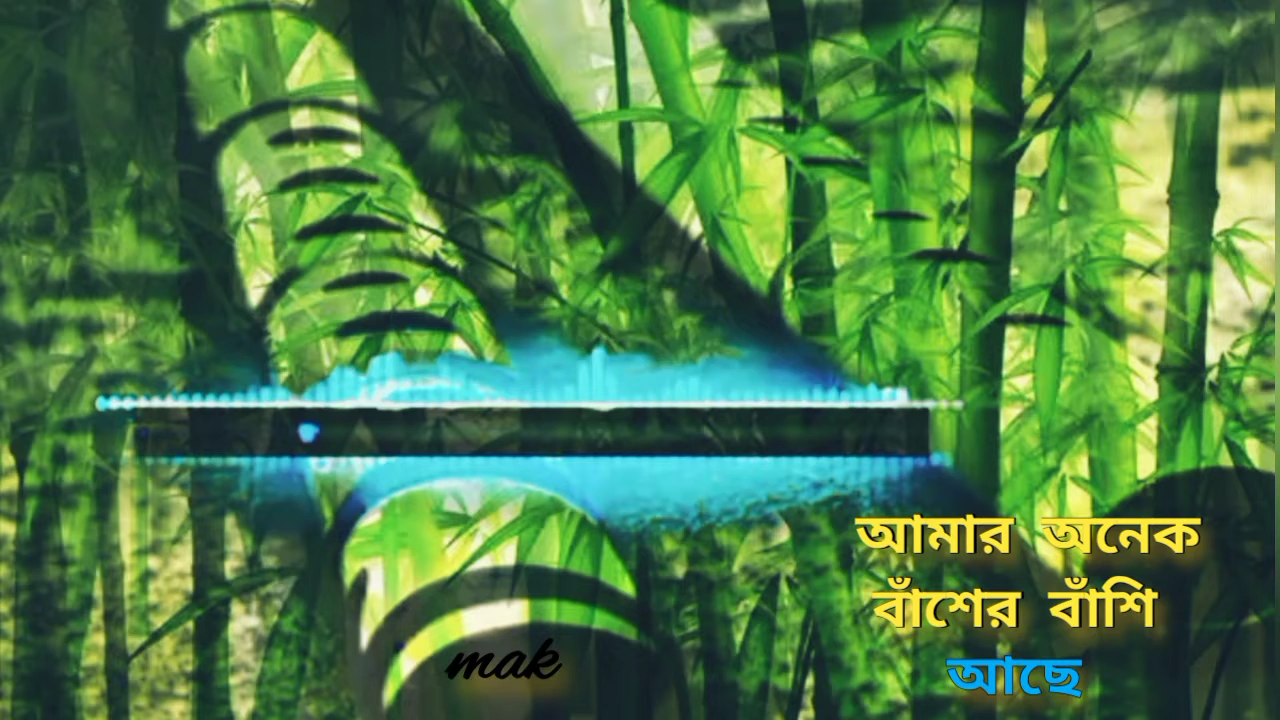 mak
আমার অনেক
বাঁশের বাঁশি
আছে